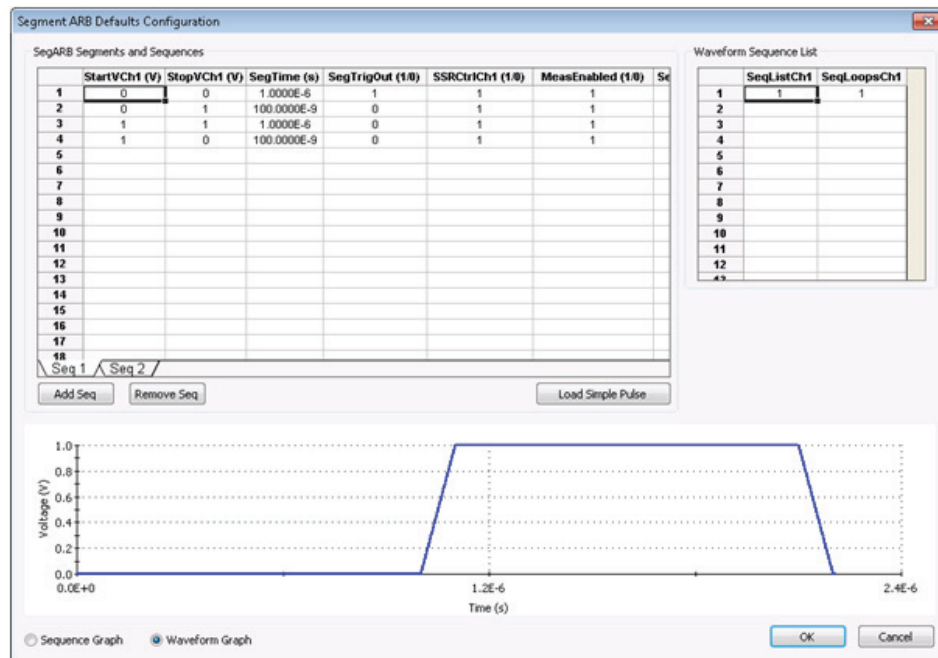 Segment ARB Defaults Configuration
SegARB Segments and Sequences
StartVCh1 (V) StopVCh1 (V) SegTime (s) SegTrigOut (1/0) SSRCtrlCh1 (1/0) MeasEnabled (1/0) Se
1 0 0 1.0000E-6 1 1 1
2 0 1 100.0000E-9 0 1 1
3 1 1 1.0000E-6 0 1 1
4 1 0 100.0000E-9 0 1 1
5
6
7
8
9
10
11
12
13
14
15
16
17
18
Seq 1 Seq 2
Add Seq Remove Seq Load Simple Pulse
Waveform Sequence List
SeqListCh1 SeqLoopsCh1
1 1 1
2
3
4
5
6
7
8
9
10
11
12
13
1.0
0.8
0.6
0.4
0.2
0.0
Voltage (V)
0.0E+0 1.2E-6 2.4E-6
Time (s)
Sequence Graph Waveform Graph OK Cancel